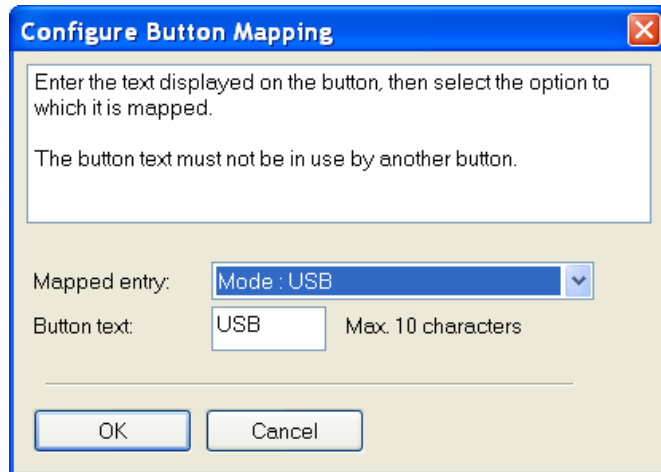 Configure Button Mapping
Enter the text displayed on the button, then select the option to
which it is mapped.
The button text must not be in use by another button.
Mapped entry: Mode : USB
Button text: USB Max. 10 characters
OK Cancel